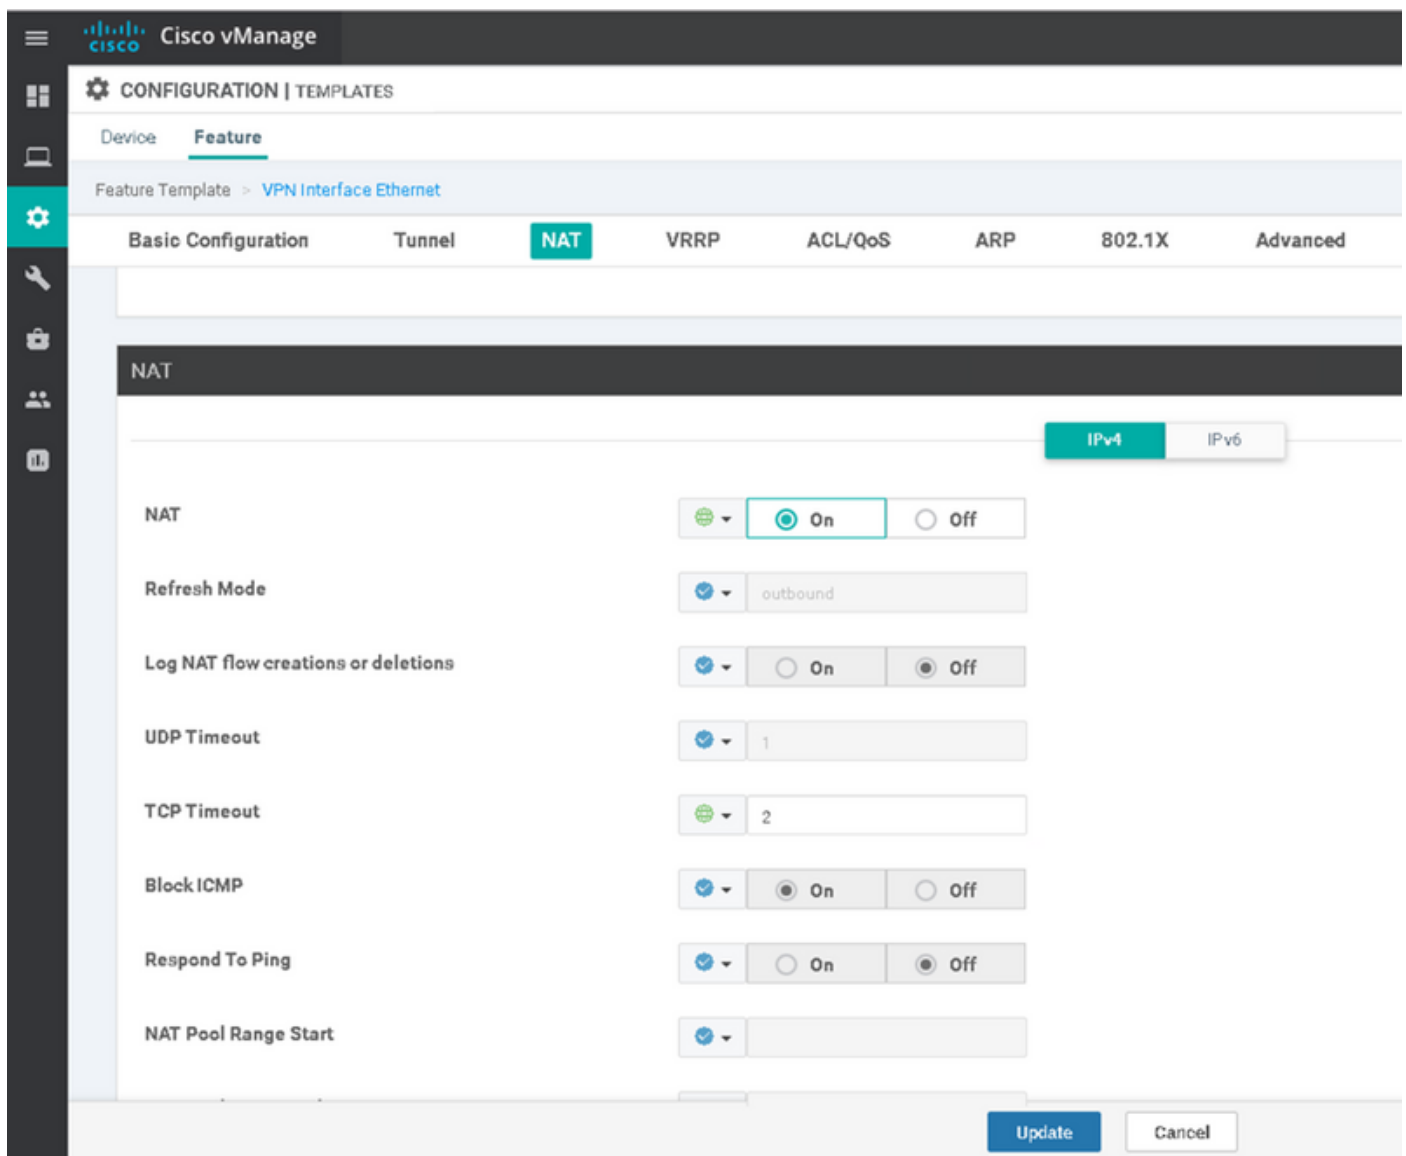 cisco Cisco vManage
CONFIGURATION | TEMPLATES
Device Feature
Feature Template > VPN Interface Ethernet
Basic Configuration Tunnel NAT VRRP ACL/QoS ARP 802.1X Advanced
NAT
IPv4 IPv6
NAT On Off
Refresh Mode outbound
Log NAT flow creations or deletions On Off
UDP Timeout 1
TCP Timeout 2
Block ICMP On Off
Respond To Ping On Off
NAT Pool Range Start
Update Cancel